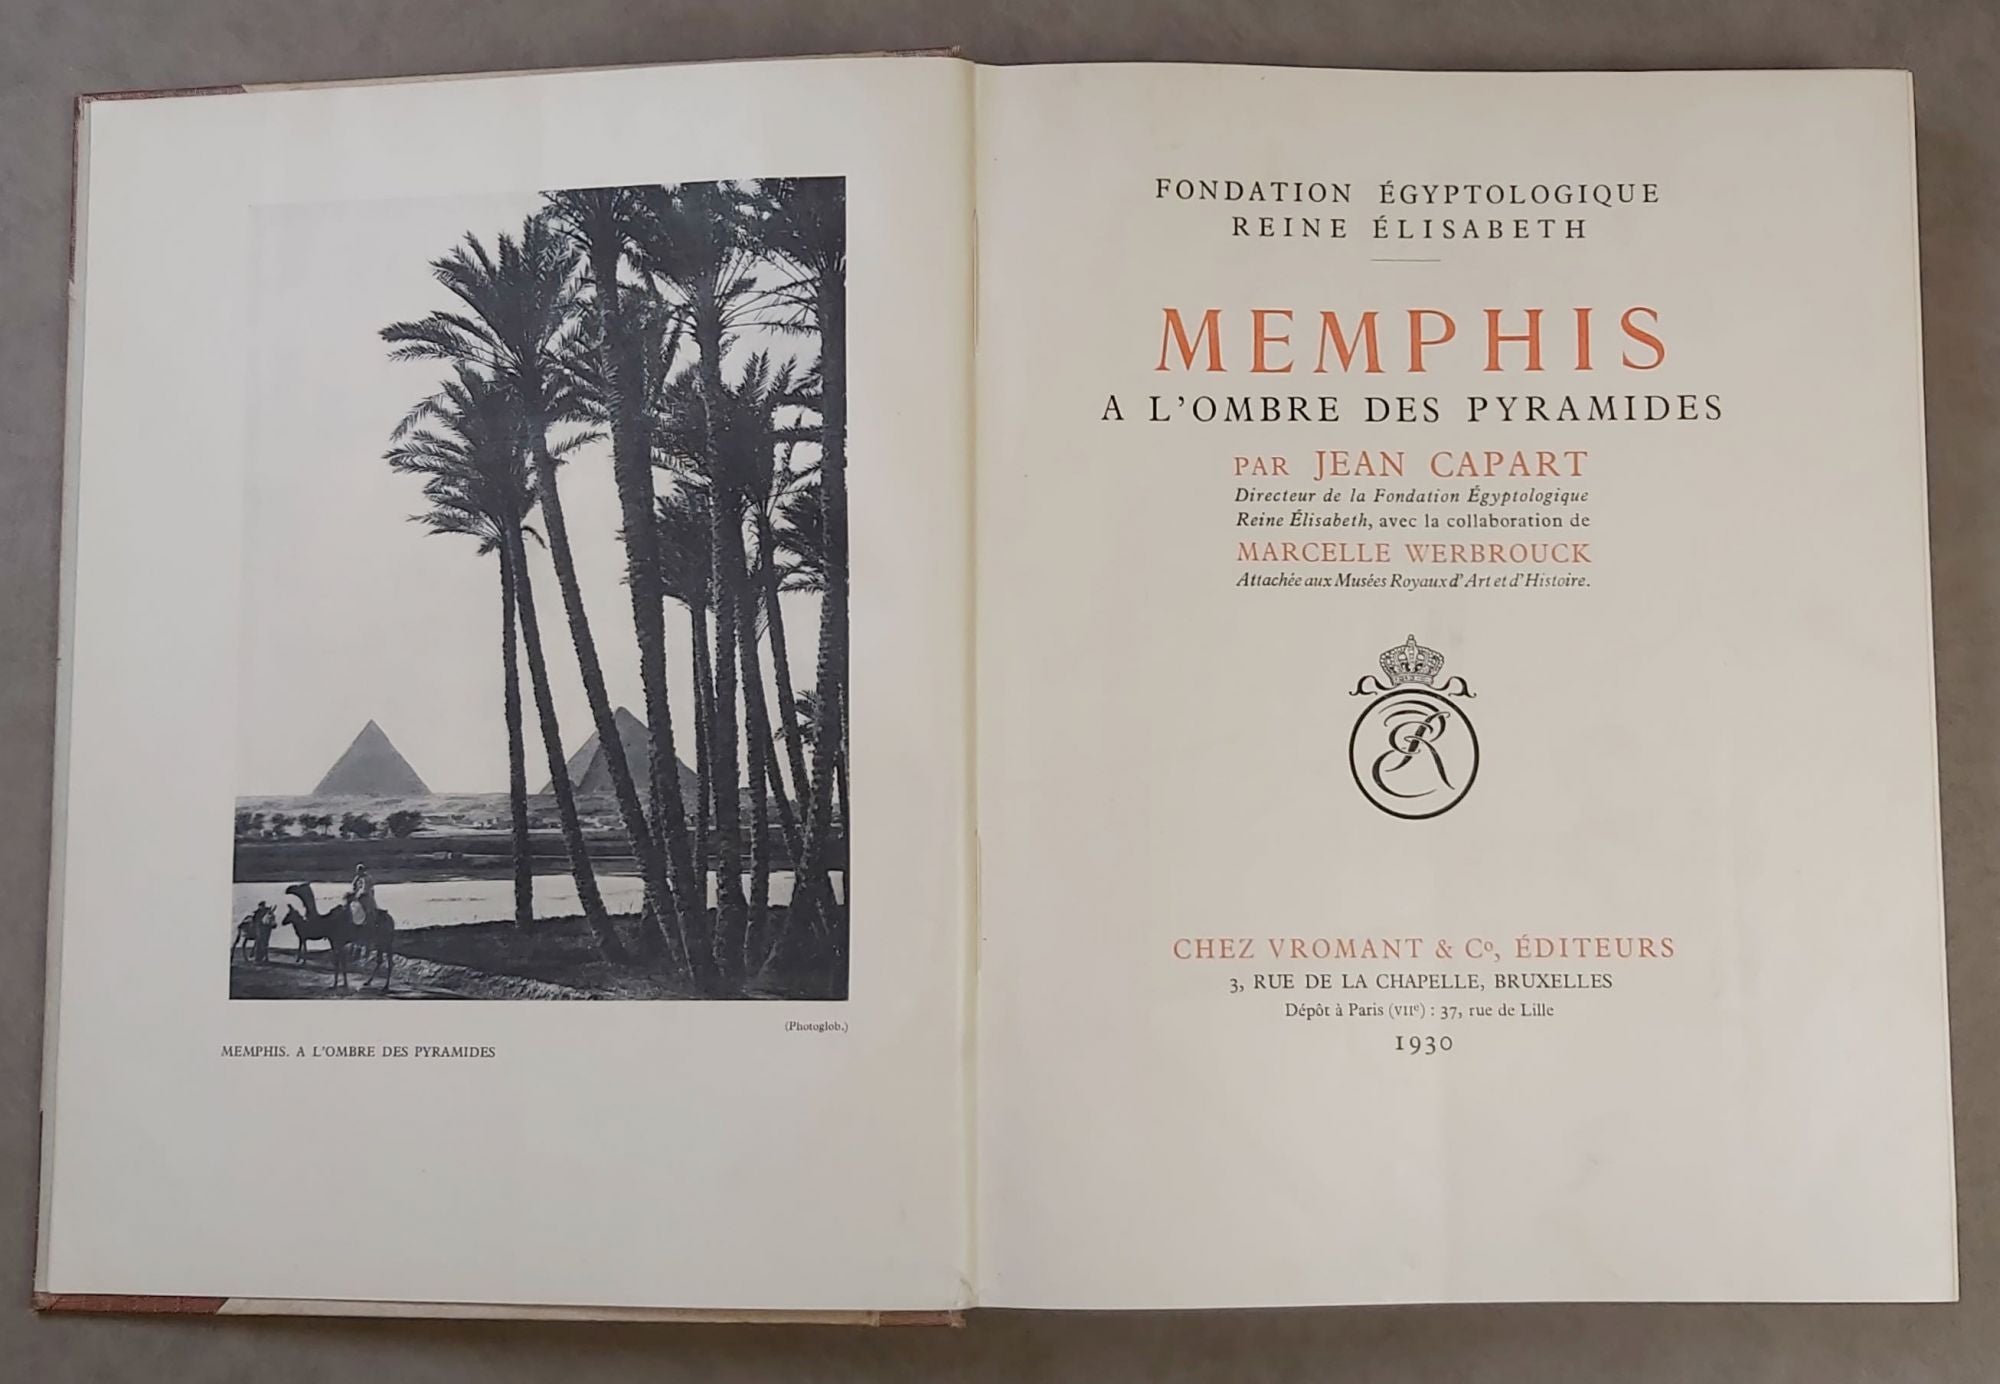 (Photoglob.)
MEMPHIS. A L'OMBRE DES PYRAMIDES
FONDATION ÉGYPTOLOGIQUE
REINE ÉLISABETH
MEMPHIS
A L'OMBRE DES PYRAMIDES
PAR JEAN CAPART
Directeur de la Fondation Égyptologique
Reine Élisabeth, avec la collaboration de
MARCELLE WERBROUCK
Attachée aux Musées Royaux d'Art et d'Histoire.
ER
CHEZ VROMANT & Cº, ÉDITEURS
3, RUE DE LA CHAPELLE, BRUXELLES
Dépôt à Paris (VIIe) : 37, rue de Lille
1930